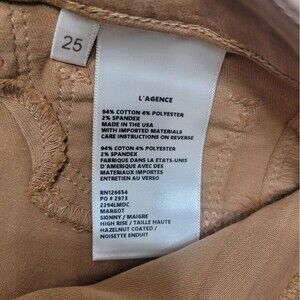 25
L'AGENCE
94% COTTON 4% POLYESTER
2% SPANDEX
MADE IN THE USA
WITH IMPORTED MATERIALS
CARE INSTRUCTIONS ON REVERSE
94% COTTON 4% POLYESTER
2% SPANDEX
FABRIQUE DANS LA ETATS-UNIS
D'AMERIQUE AVEC DES
MATERIAUX IMPORTES
ENTRETIEN AU VERSO
RN126654
PO # 2973
2294LMDC
MARGOT
SKINNY / MAIGRE
HIGH RISE / TAILLE HAUTE
HAZELNUT COATED /
NOISETTE ENDUIT